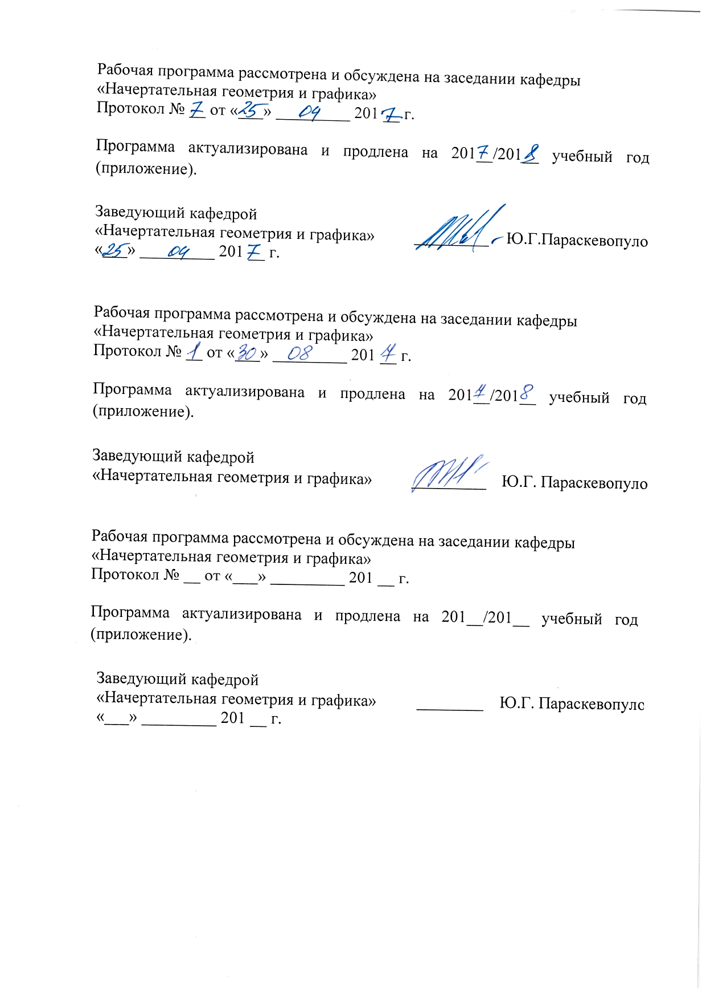 Рабочая программа рассмотрена и обсуждена на заседании кафедры
«Начертательная геометрия и графика»
Протокол № 7 от «25» 04 2017 г.
Программа актуализирована и продлена на 2017/2018 учебный год
(приложение).
Заведующий кафедрой
«Начертательная геометрия и графика» Ю.Г.Параскевопуло
«25» 04 2017 г.
Рабочая программа рассмотрена и обсуждена на заседании кафедры
«Начертательная геометрия и графика»
Протокол № 1 от «30» 08 2017 г.
Программа актуализирована и продлена на 2017/2018 учебный год
(приложение).
Заведующий кафедрой
«Начертательная геометрия и графика» __________ Ю.Г. Параскевопуло
Рабочая программа рассмотрена и обсуждена на заседании кафедры
«Начертательная геометрия и графика»
Протокол № __ от «___» _________ 201 __ г.
Программа актуализирована и продлена на 201__/201__ учебный год
(приложение).
Заведующий кафедрой
«Начертательная геометрия и графика» ________ Ю.Г. Параскевопуло
«___» _________ 201 __ г.